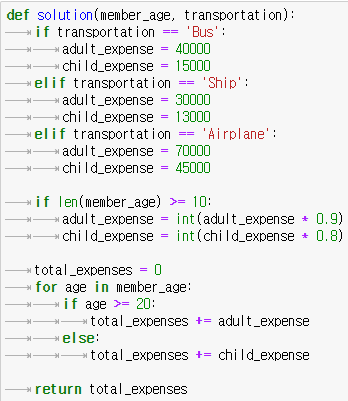 def solution(member_age, transportation):
    if transportation == 'Bus':
        adult_expense = 40000
        child_expense = 15000
    elif transportation == 'Ship':
        adult_expense = 30000
        child_expense = 13000
    elif transportation == 'Airplane':
        adult_expense = 70000
        child_expense = 45000

    if len(member_age) >= 10:
        adult_expense = int(adult_expense * 0.9)
        child_expense = int(child_expense * 0.8)

    total_expenses = 0
    for age in member_age:
        if age >= 20:
            total_expenses += adult_expense
        else:
            total_expenses += child_expense

    return total_expenses